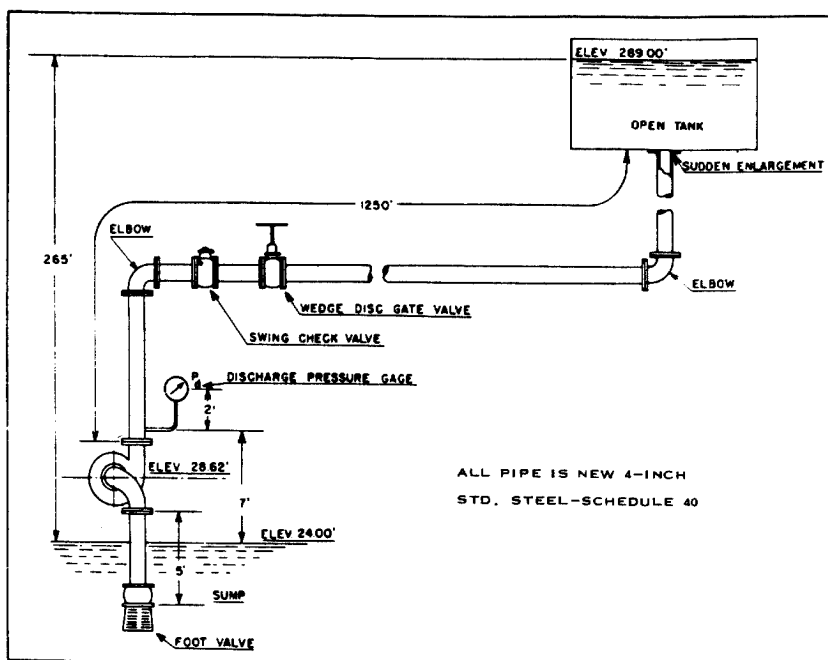 ELEV 289.00'
OPEN TANK
SUDDEN ENLARGEMENT
1250'
ELBOW
265'
ELBOW
WEDGE DISC GATE VALVE
SWING CHECK VALVE
Pd DISCHARGE PRESSURE GAGE
2'
ELEV 28.62'
7'
ALL PIPE IS NEW 4-INCH
STD. STEEL-SCHEDULE 40
ELEV 24.00'
5'
SUMP
FOOT VALVE